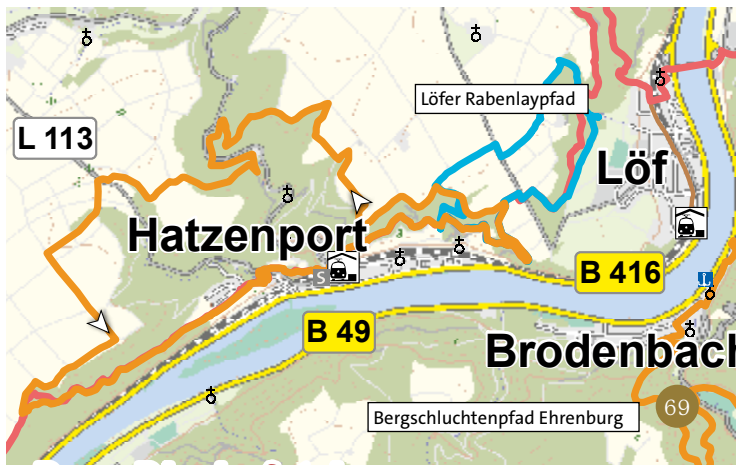 Löfer Rabenlaypfad
L 113
Löf
Hatzenport
S
B 416
B 49
Brodenbach
Bergschluchtenpfad Ehrenburg
69